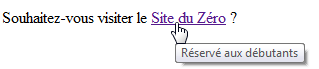 Souhaitez-vous visiter le Site du Zéro ?
Réservé aux débutants